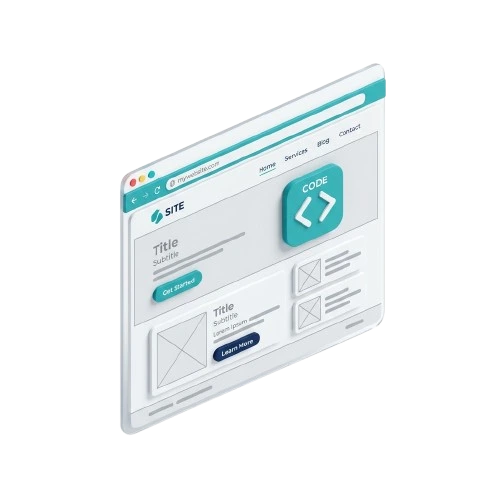 mywebsite.com
SITE
Home Services Blog Contact
CODE
Title
Subtitle
Get Started
Title
Subtitle
Lorem ipsum
Learn More